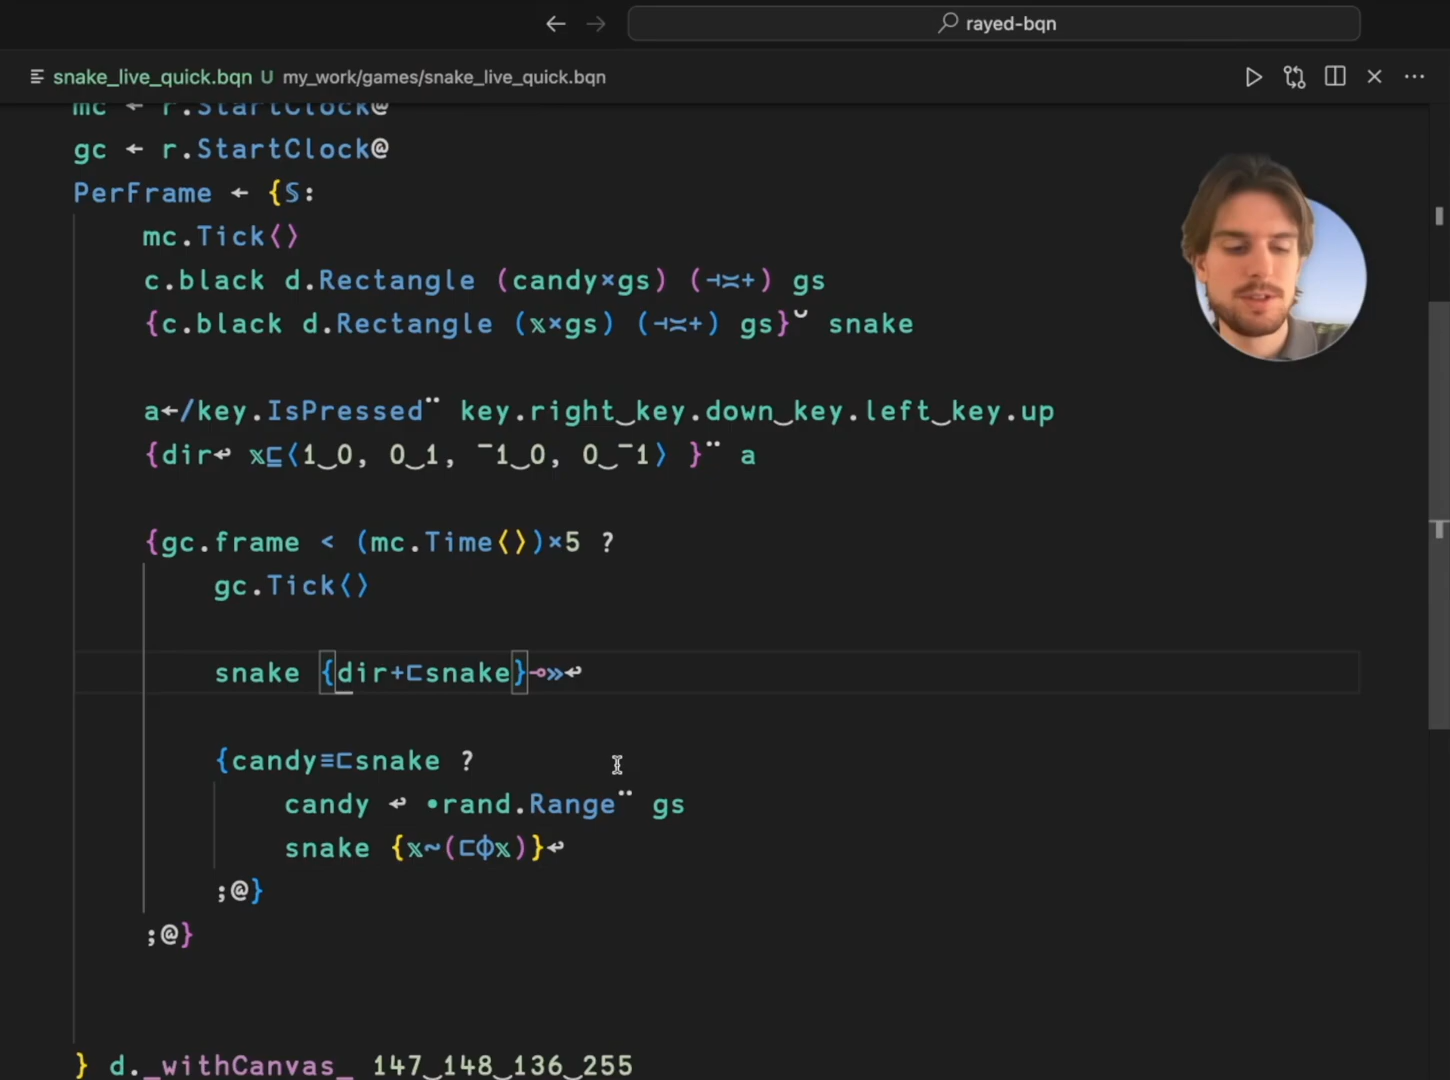 rayed-bqn
snake_live_quick.bqn U my_work/games/snake_live_quick.bqn
mc ← r.StartClock@
gc ← r.StartClock@
PerFrame ← {𝕊:
mc.Tick⟨⟩
c.black d.Rectangle (candy×gs) (⊣≍+) gs
{c.black d.Rectangle (𝕩×gs) (⊣≍+) gs}˘ snake
a←/key.IsPressed¨ key.right‿key.down‿key.left‿key.up
{dir↩ 𝕩⊑⟨1‿0, 0‿1, ¯1‿0, 0‿¯1⟩ }¨ a
{gc.frame < (mc.Time⟨⟩)×5 ?
gc.Tick⟨⟩
snake {dir+⊏snake}⊸»↩
{candy≡⊏snake ?
candy ↩ •rand.Range¨ gs
snake {𝕩∾(⊏⌽𝕩)}↩
;@}
;@}
} d._withCanvas_ 147‿148‿136‿255